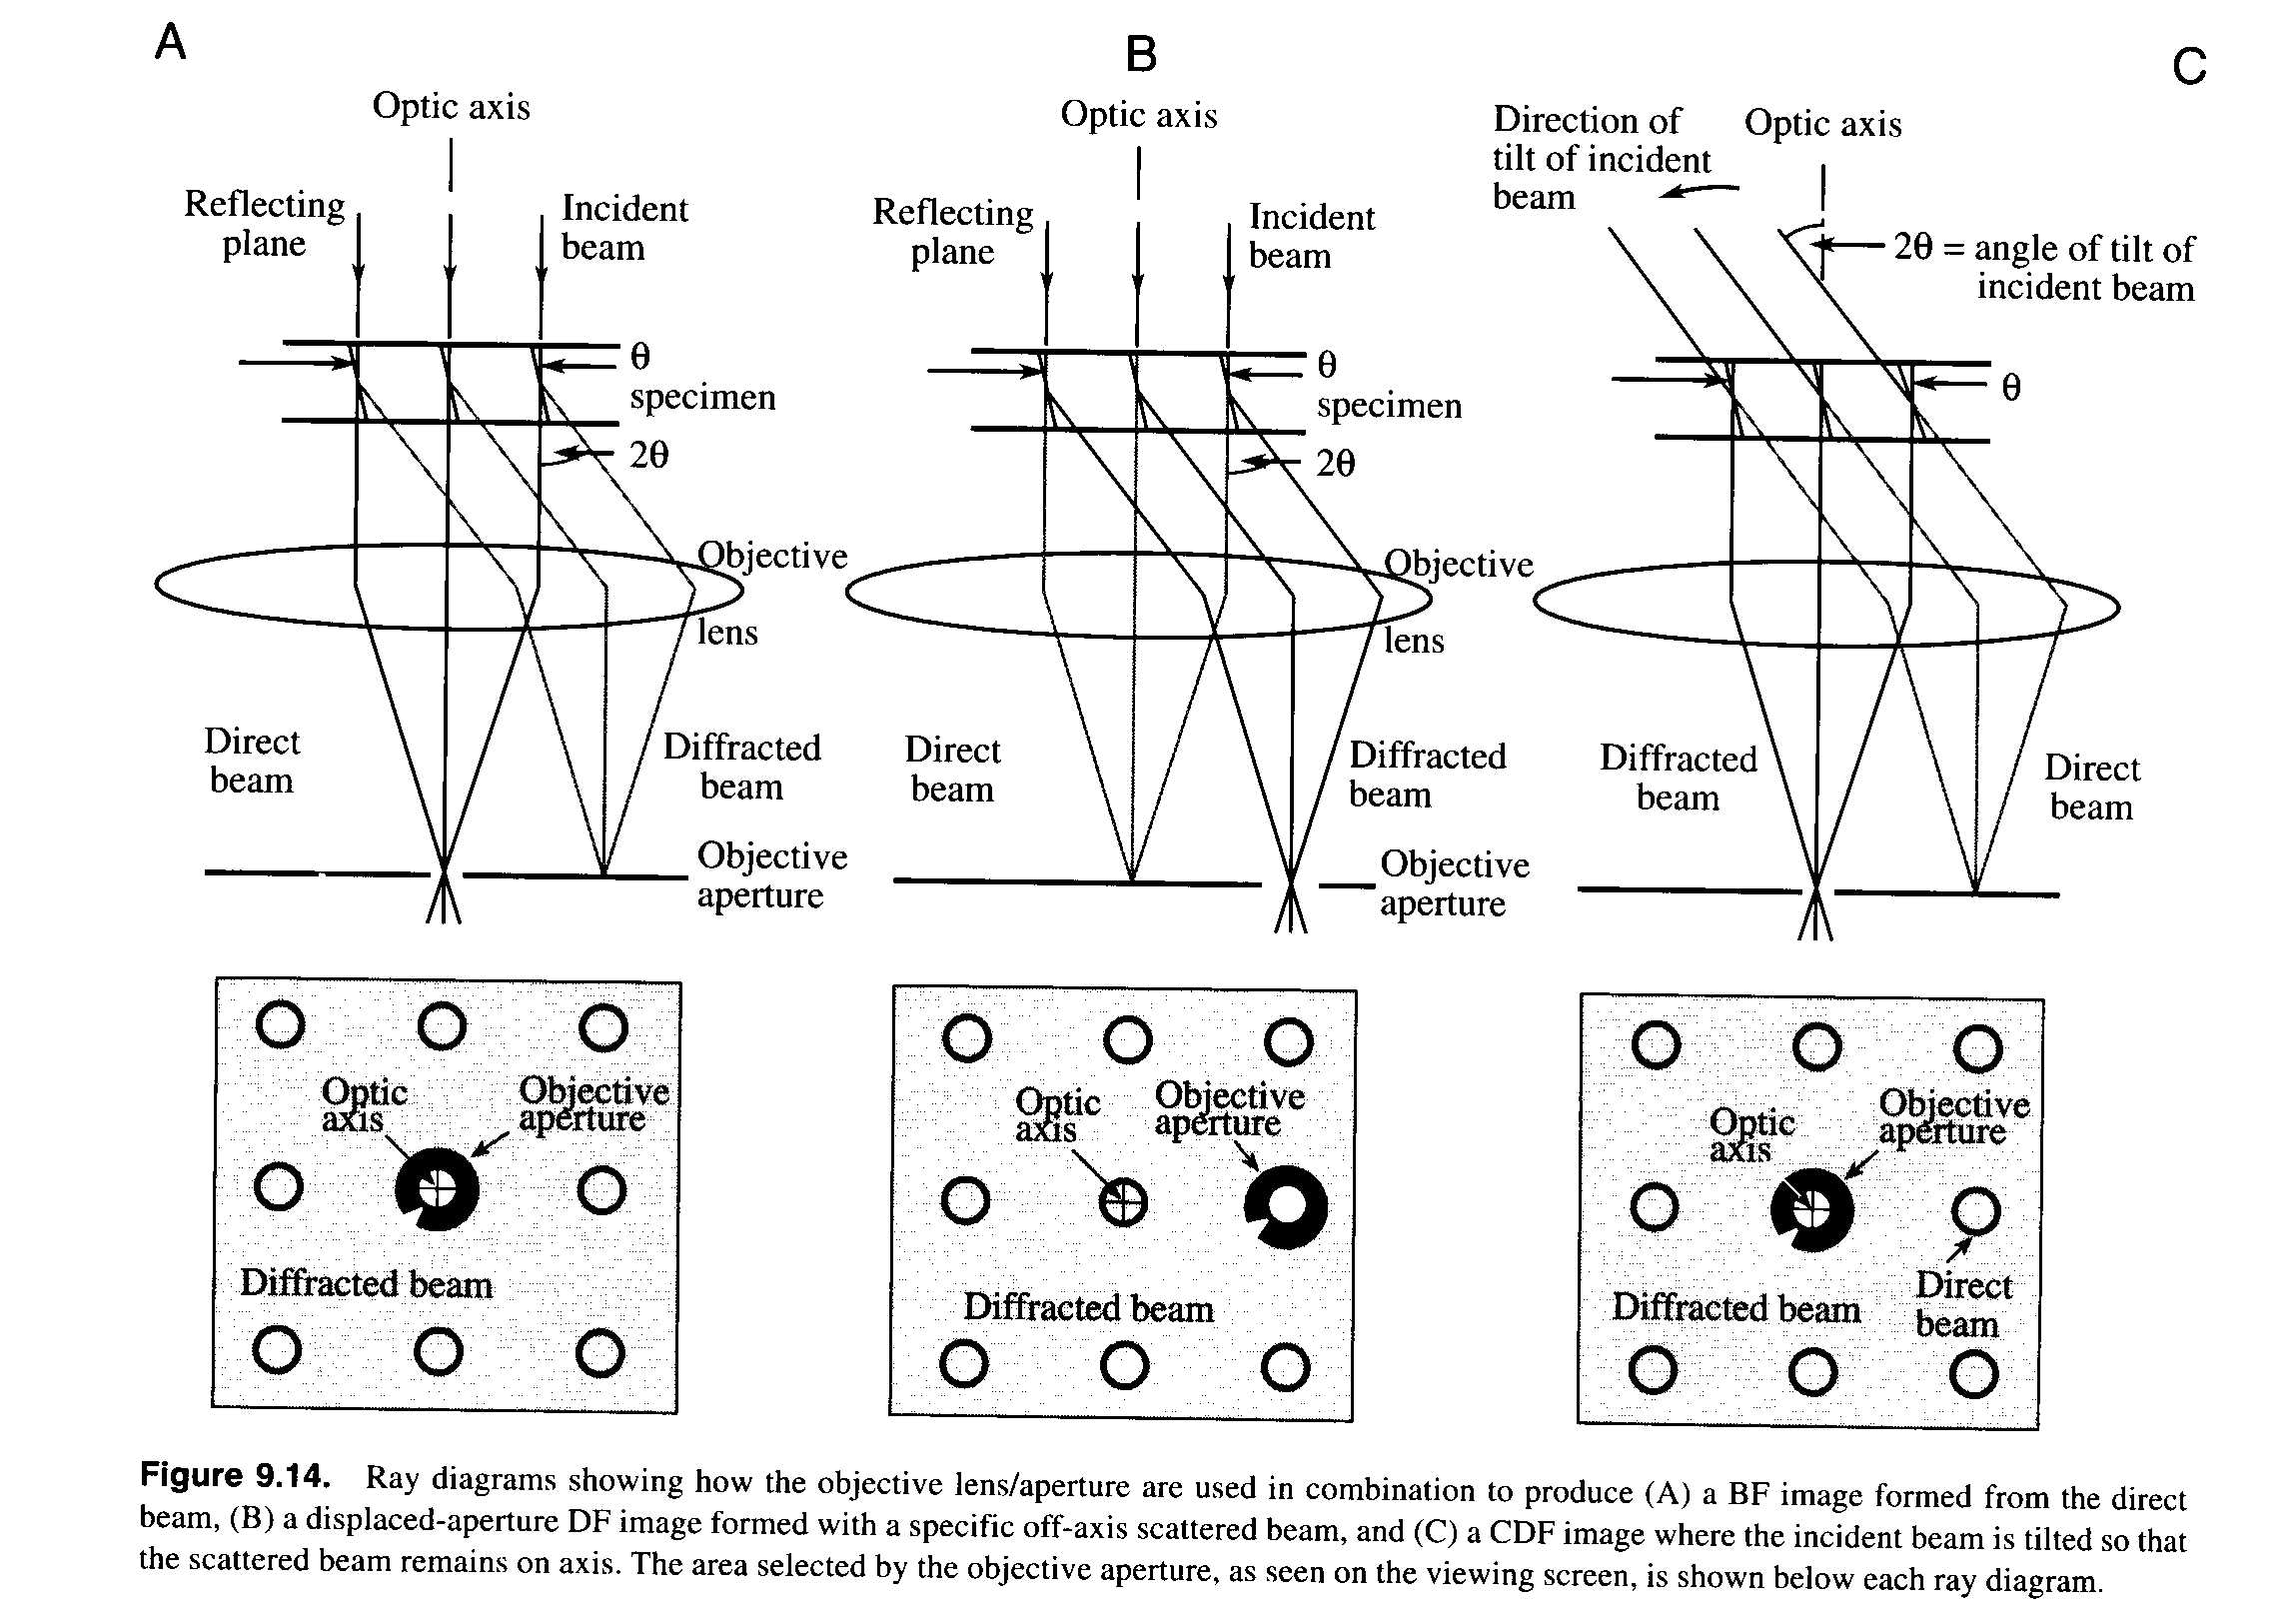 A
B
C
Optic axis
Reflecting
plane
Incident
beam
θ
specimen
2θ
Objective
lens
Direct
beam
Diffracted
beam
Objective
aperture
Optic axis
Reflecting
plane
Incident
beam
θ
specimen
2θ
Objective
lens
Direct
beam
Diffracted
beam
Objective
aperture
Direction of
tilt of incident
beam
Optic axis
2θ = angle of tilt of
incident beam
θ
Diffracted
beam
Direct
beam
Optic
axis
Objective
aperture
Diffracted beam
Optic
axis
Objective
aperture
Diffracted beam
Optic
axis
Objective
aperture
Diffracted beam
Direct
beam
Figure 9.14. Ray diagrams showing how the objective lens/aperture are used in combination to produce (A) a BF image formed from the direct
beam, (B) a displaced-aperture DF image formed with a specific off-axis scattered beam, and (C) a CDF image where the incident beam is tilted so that
the scattered beam remains on axis. The area selected by the objective aperture, as seen on the viewing screen, is shown below each ray diagram.